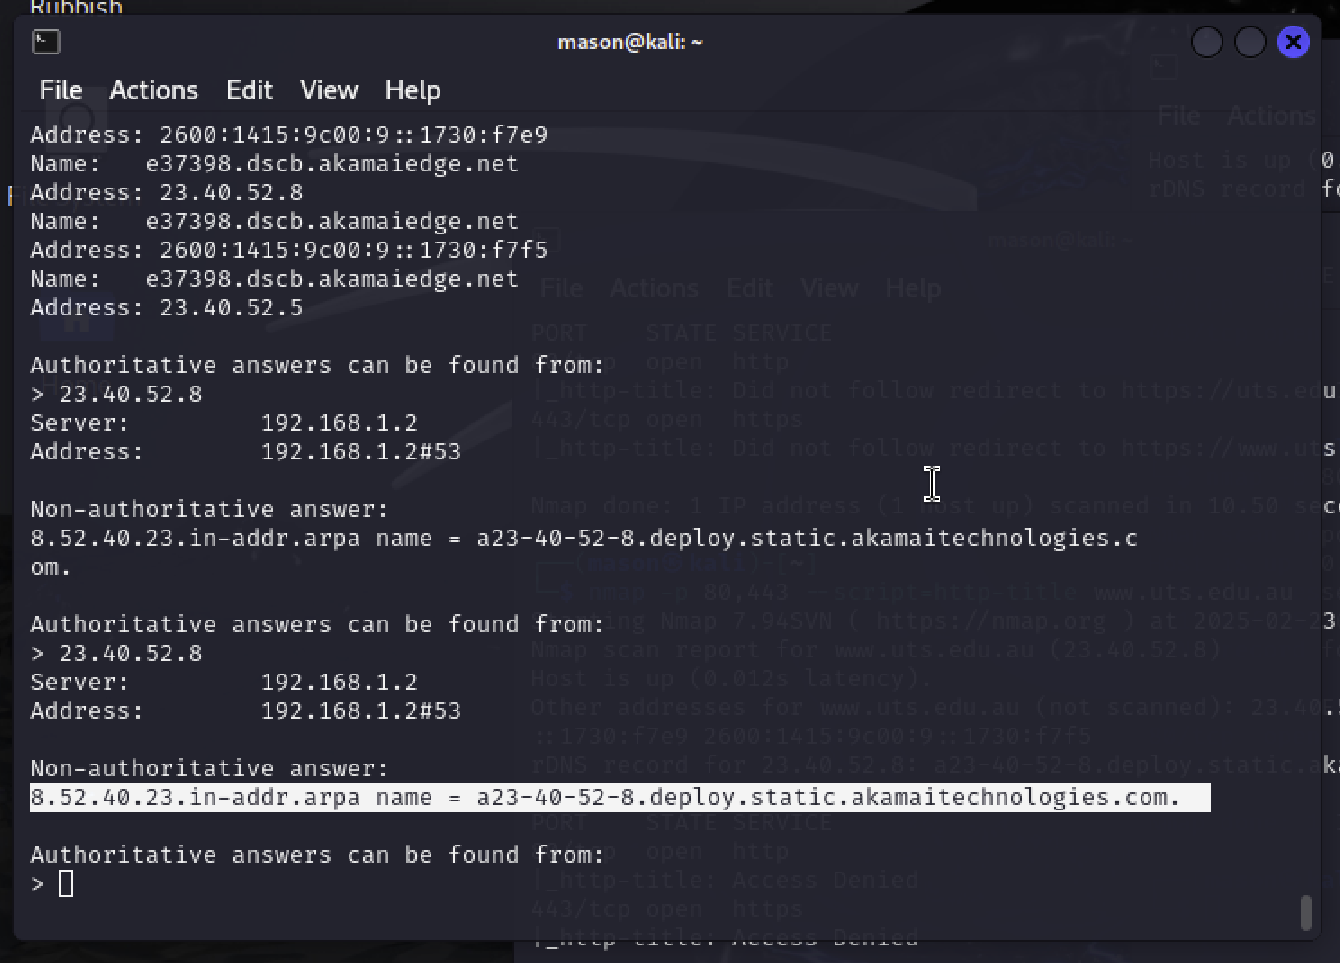 Rubbish
mason@kali: ~
File Actions Edit View Help
Address: 2600:1415:9c00:9::1730:f7e9
Name:   e37398.dscb.akamaiedge.net
Address: 23.40.52.8
Name:   e37398.dscb.akamaiedge.net
Address: 2600:1415:9c00:9::1730:f7f5
Name:   e37398.dscb.akamaiedge.net
Address: 23.40.52.5
Authoritative answers can be found from:
> 23.40.52.8
Server:         192.168.1.2
Address:        192.168.1.2#53
Non-authoritative answer:
8.52.40.23.in-addr.arpa name = a23-40-52-8.deploy.static.akamaitechnologies.c
om.
Authoritative answers can be found from:
> 23.40.52.8
Server:         192.168.1.2
Address:        192.168.1.2#53
Non-authoritative answer:
8.52.40.23.in-addr.arpa name = a23-40-52-8.deploy.static.akamaitechnologies.com.
Authoritative answers can be found from:
>
File Actions
Host is up (0
rDNS record fo
mason@kali: ~
File Actions Edit View Help
PORT    STATE SERVICE
open  http
|_http-title: Did not follow redirect to https://uts.edu
443/tcp open  https
|_http-title: Did not follow redirect to https://www.uts
Nmap done: 1 IP address (1 host up) scanned in 10.50 sec
(mason@kali)-[~]
$ nmap -p 80,443 --script=http-title www.uts.edu.au
Nmap 7.94SVN ( https://nmap.org ) at 2025-02-23
Nmap scan report for www.uts.edu.au (23.40.52.8)
Host is up (0.012s latency).
Other addresses for www.uts.edu.au (not scanned): 23.40.5
::1730:f7e9 2600:1415:9c00:9::1730:f7f5
rDNS record for 23.40.52.8: a23-40-52-8.deploy.static.aka
PORT    STATE SERVICE
open  http
|_http-title: Access Denied
443/tcp open  https
|_http-title: Access Denied